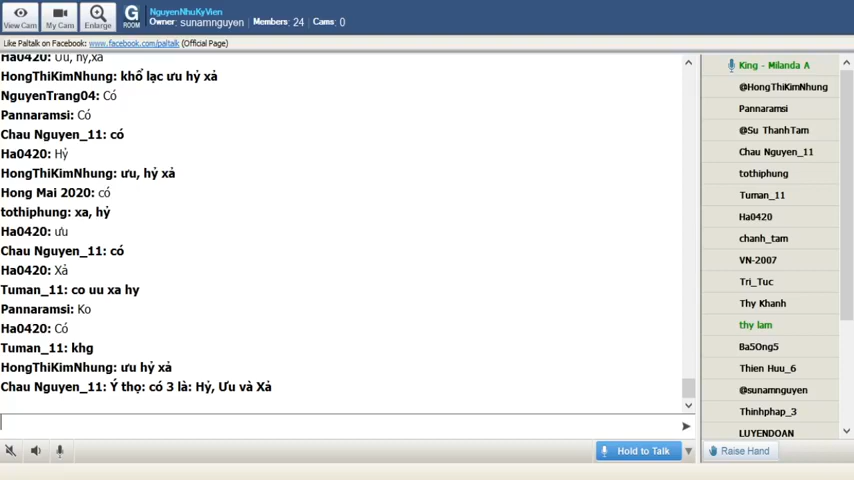 View Cam
My Cam
Enlarge
G
ROOM
NguyenNhuKyVien
Owner: sunamnguyen Members: 24 Cams: 0
Like Paltalk on Facebook: www.facebook.com/paltalk (Official Page)
Ha0420: Ưu, hỷ,xả
HongThiKimNhung: khổ lạc ưu hỷ xả
NguyenTrang04: Có
Pannaramsi: Có
Chau Nguyen_11: có
Ha0420: Hỷ
HongThiKimNhung: ưu, hỷ xả
Hong Mai 2020: có
tothiphung: xa, hỷ
Ha0420: ưu
Chau Nguyen_11: có
Ha0420: Xả
Tuman_11: co uu xa hy
Pannaramsi: Ko
Ha0420: Có
Tuman_11: khg
HongThiKimNhung: ưu hỷ xả
Chau Nguyen_11: Ý thọ: có 3 là: Hỷ, Ưu và Xả
Hold to Talk
King - Milanda A
@HongThiKimNhung
Pannaramsi
@Su ThanhTam
Chau Nguyen_11
tothiphung
Tuman_11
Ha0420
chanh_tam
VN-2007
Tri_Tuc
Thy Khanh
thy lam
Ba5Ong5
Thien Huu_6
@sunamnguyen
Thinhphap_3
LUYENDOAN
Raise Hand